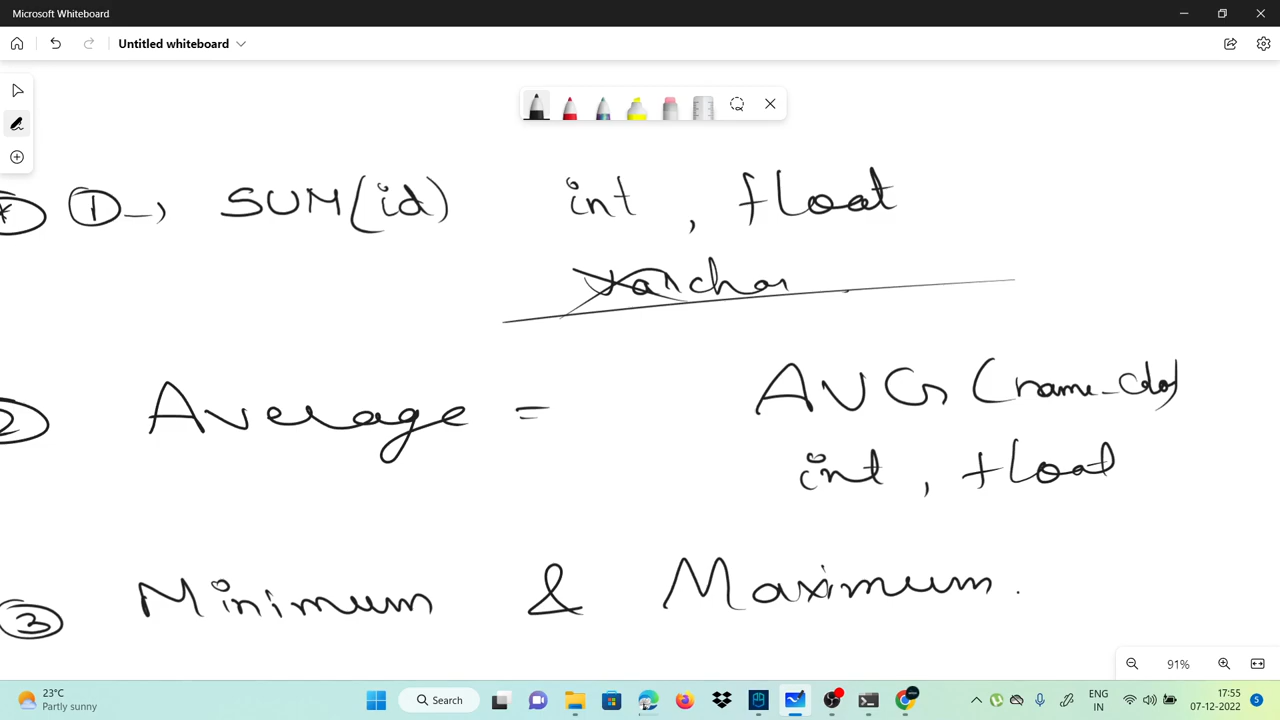 Microsoft Whiteboard
Untitled whiteboard
① → SUM(id) int , float
varchar
2 Average = AVG (name_col)
int , float
③ Minimum & Maximum.
91%
23°C
Partly sunny
Search
ENG
IN
17:55
07-12-2022
5